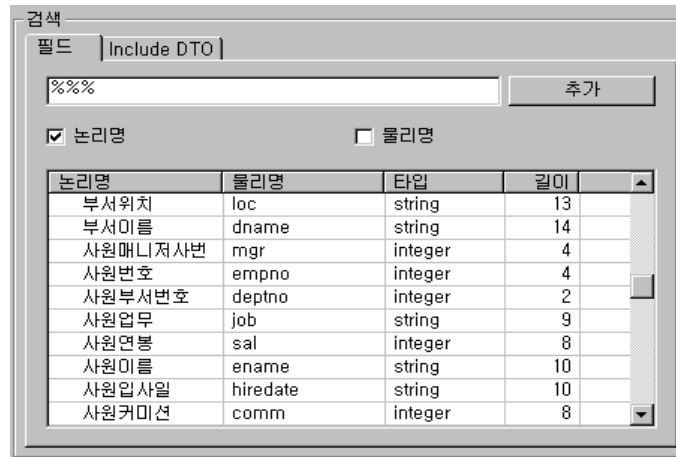 검색
필드 Include DTO
%%% 추가
논리명 물리명
논리명 물리명 타입 길이
부서위치 loc string 13
부서이름 dname string 14
사원매니저사번 mgr integer 4
사원번호 empno integer 4
사원부서번호 deptno integer 2
사원업무 job string 9
사원연봉 sal integer 8
사원이름 ename string 10
사원입사일 hiredate string 10
사원커미션 comm integer 8